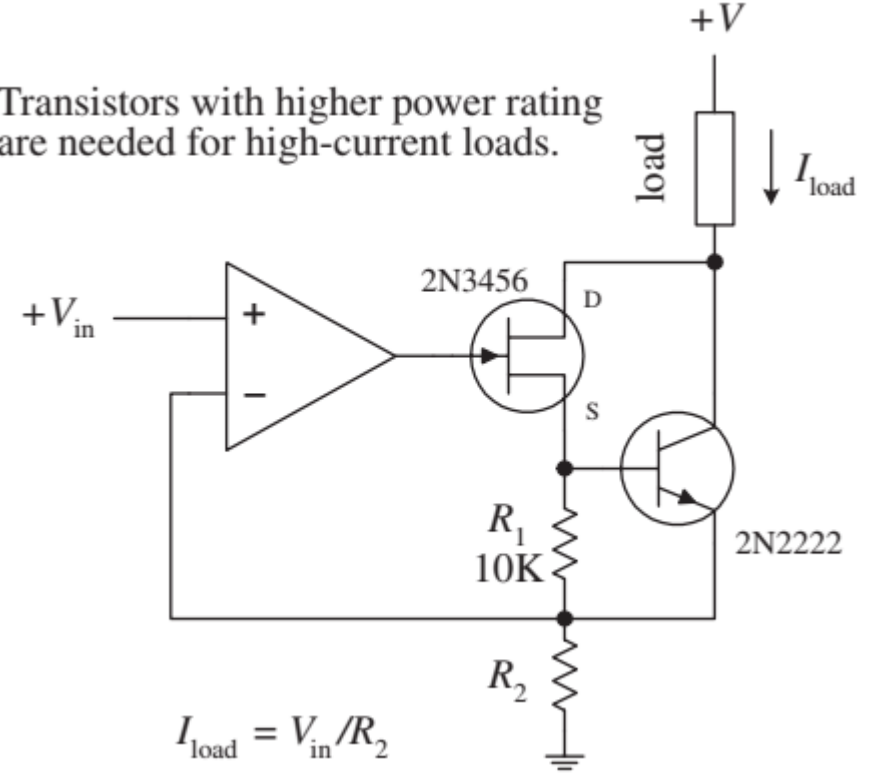 +V
Transistors with higher power rating
are needed for high-current loads.
load
I_load
2N3456
D
+V_in
+
−
S
R_1
10K
2N2222
R_2
I_load = V_in/R_2